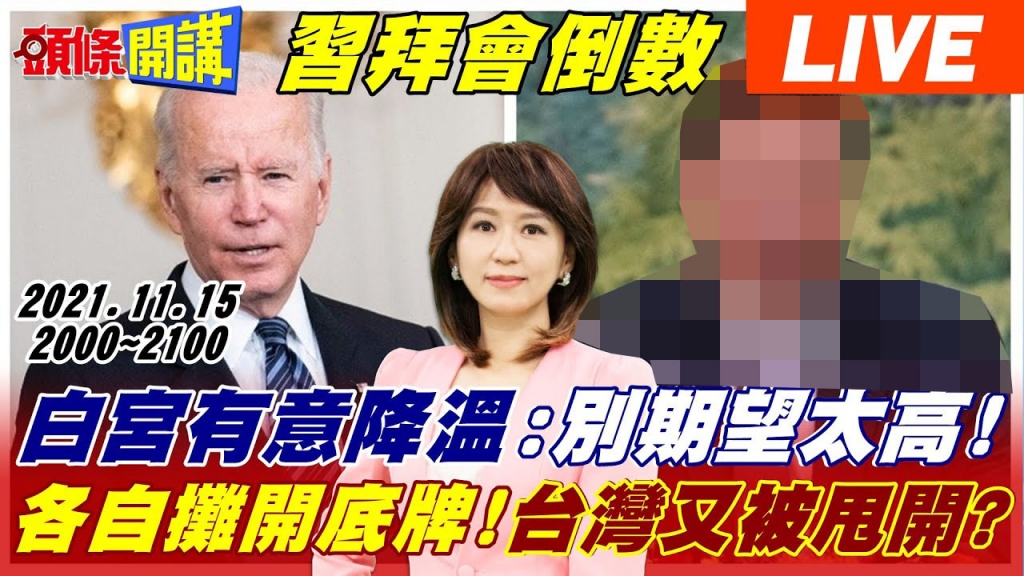 頭條開講
習拜會倒數
LIVE
2021.11.15
2000~2100
白宮有意降溫:別期望太高!
各自攤開底牌!台灣又被甩開?